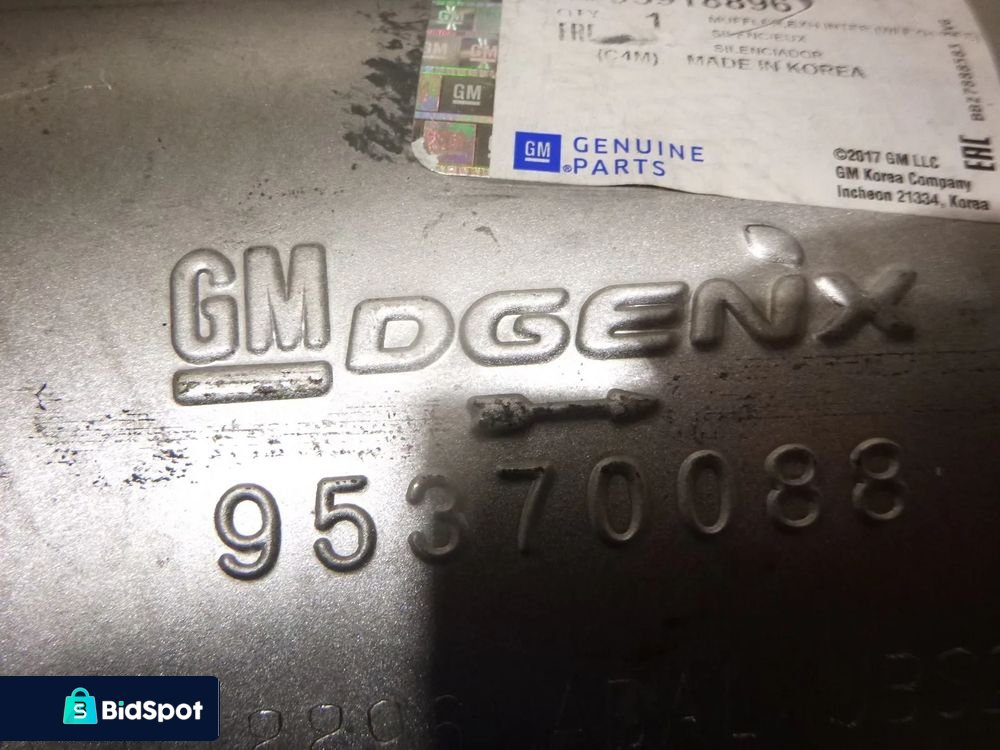 QTY 1
SILENCIEUX
SILENCIADOR
(C4M) MADE IN KOREA
GM
GM
GM GENUINE
PARTS
©2017 GM LLC
GM Korea Company
Incheon 21334, Korea
EAC
GM DGENX
95370088
BidSpot